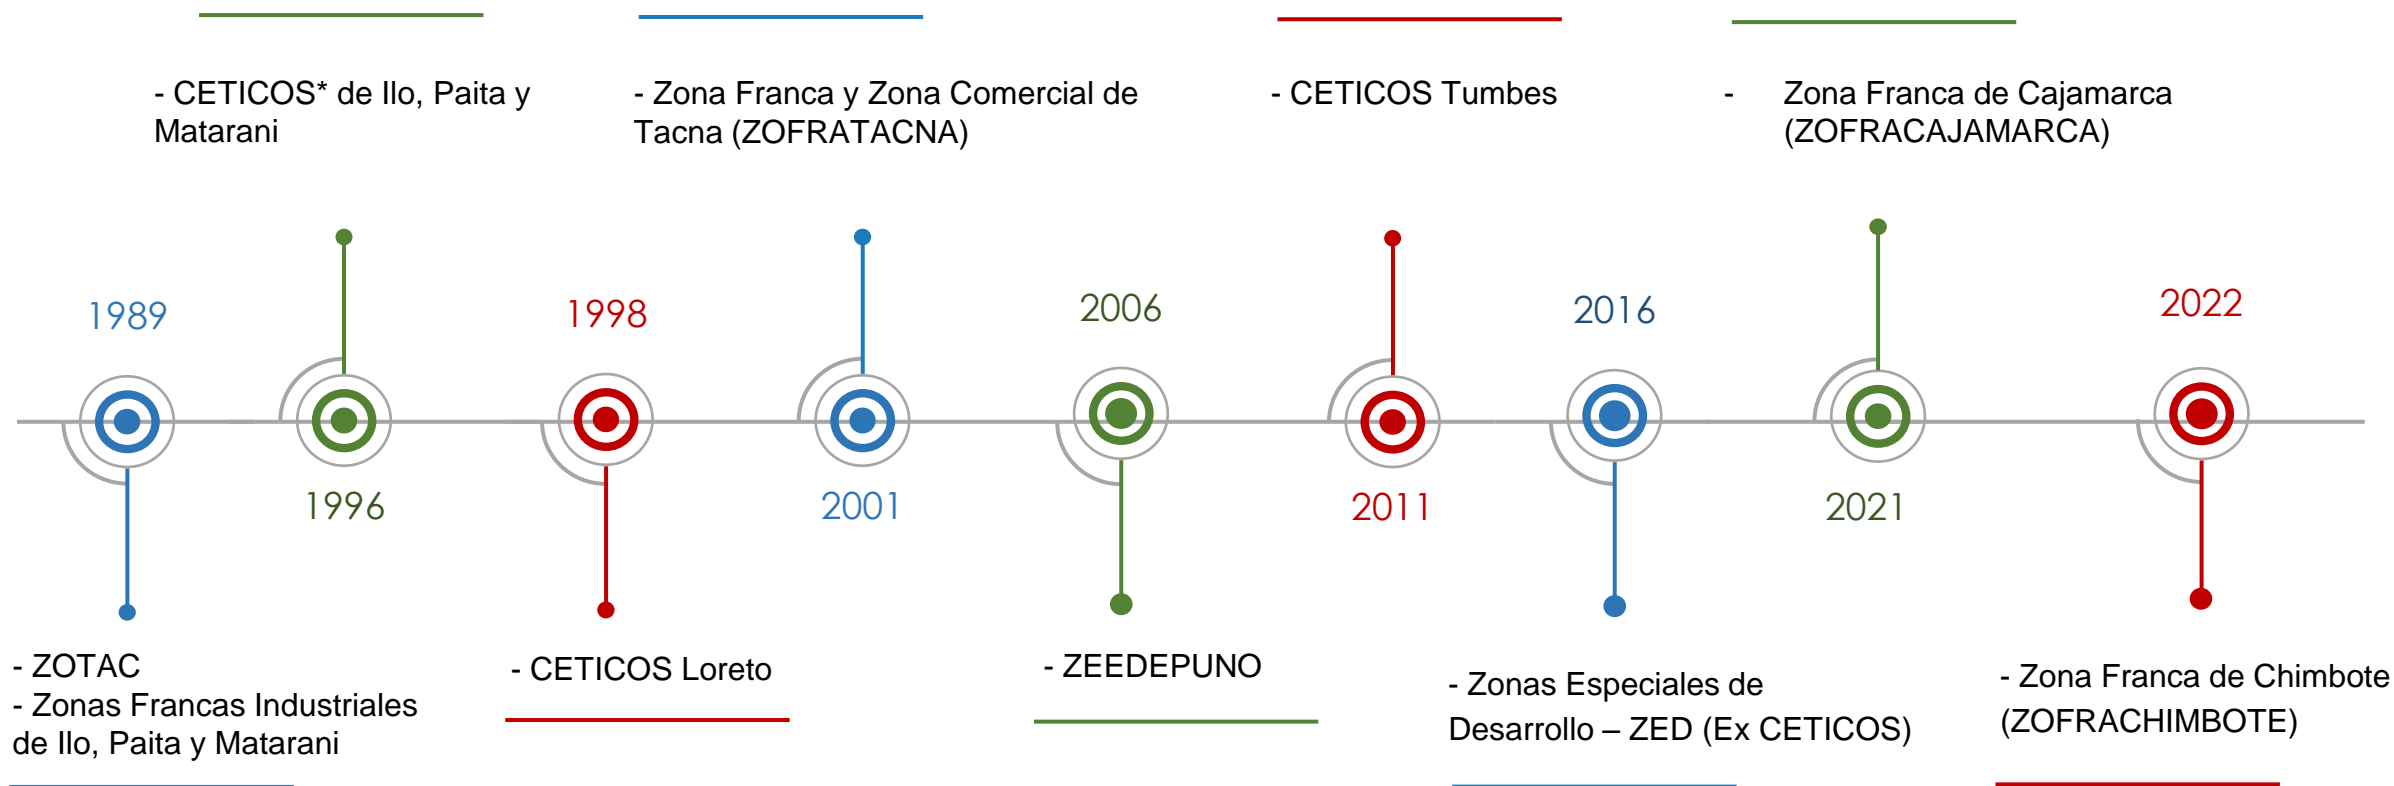 - CETICOS* de Ilo, Paita y
Matarani
- Zona Franca y Zona Comercial de
Tacna (ZOFRATACNA)
- CETICOS Tumbes
- Zona Franca de Cajamarca
(ZOFRACAJAMARCA)
1989
1998
2006
2016
2022
1996
2001
2011
2021
- ZOTAC
- Zonas Francas Industriales
de Ilo, Paita y Matarani
- CETICOS Loreto
- ZEEDEPUNO
- Zonas Especiales de
Desarrollo – ZED (Ex CETICOS)
- Zona Franca de Chimbote
(ZOFRACHIMBOTE)